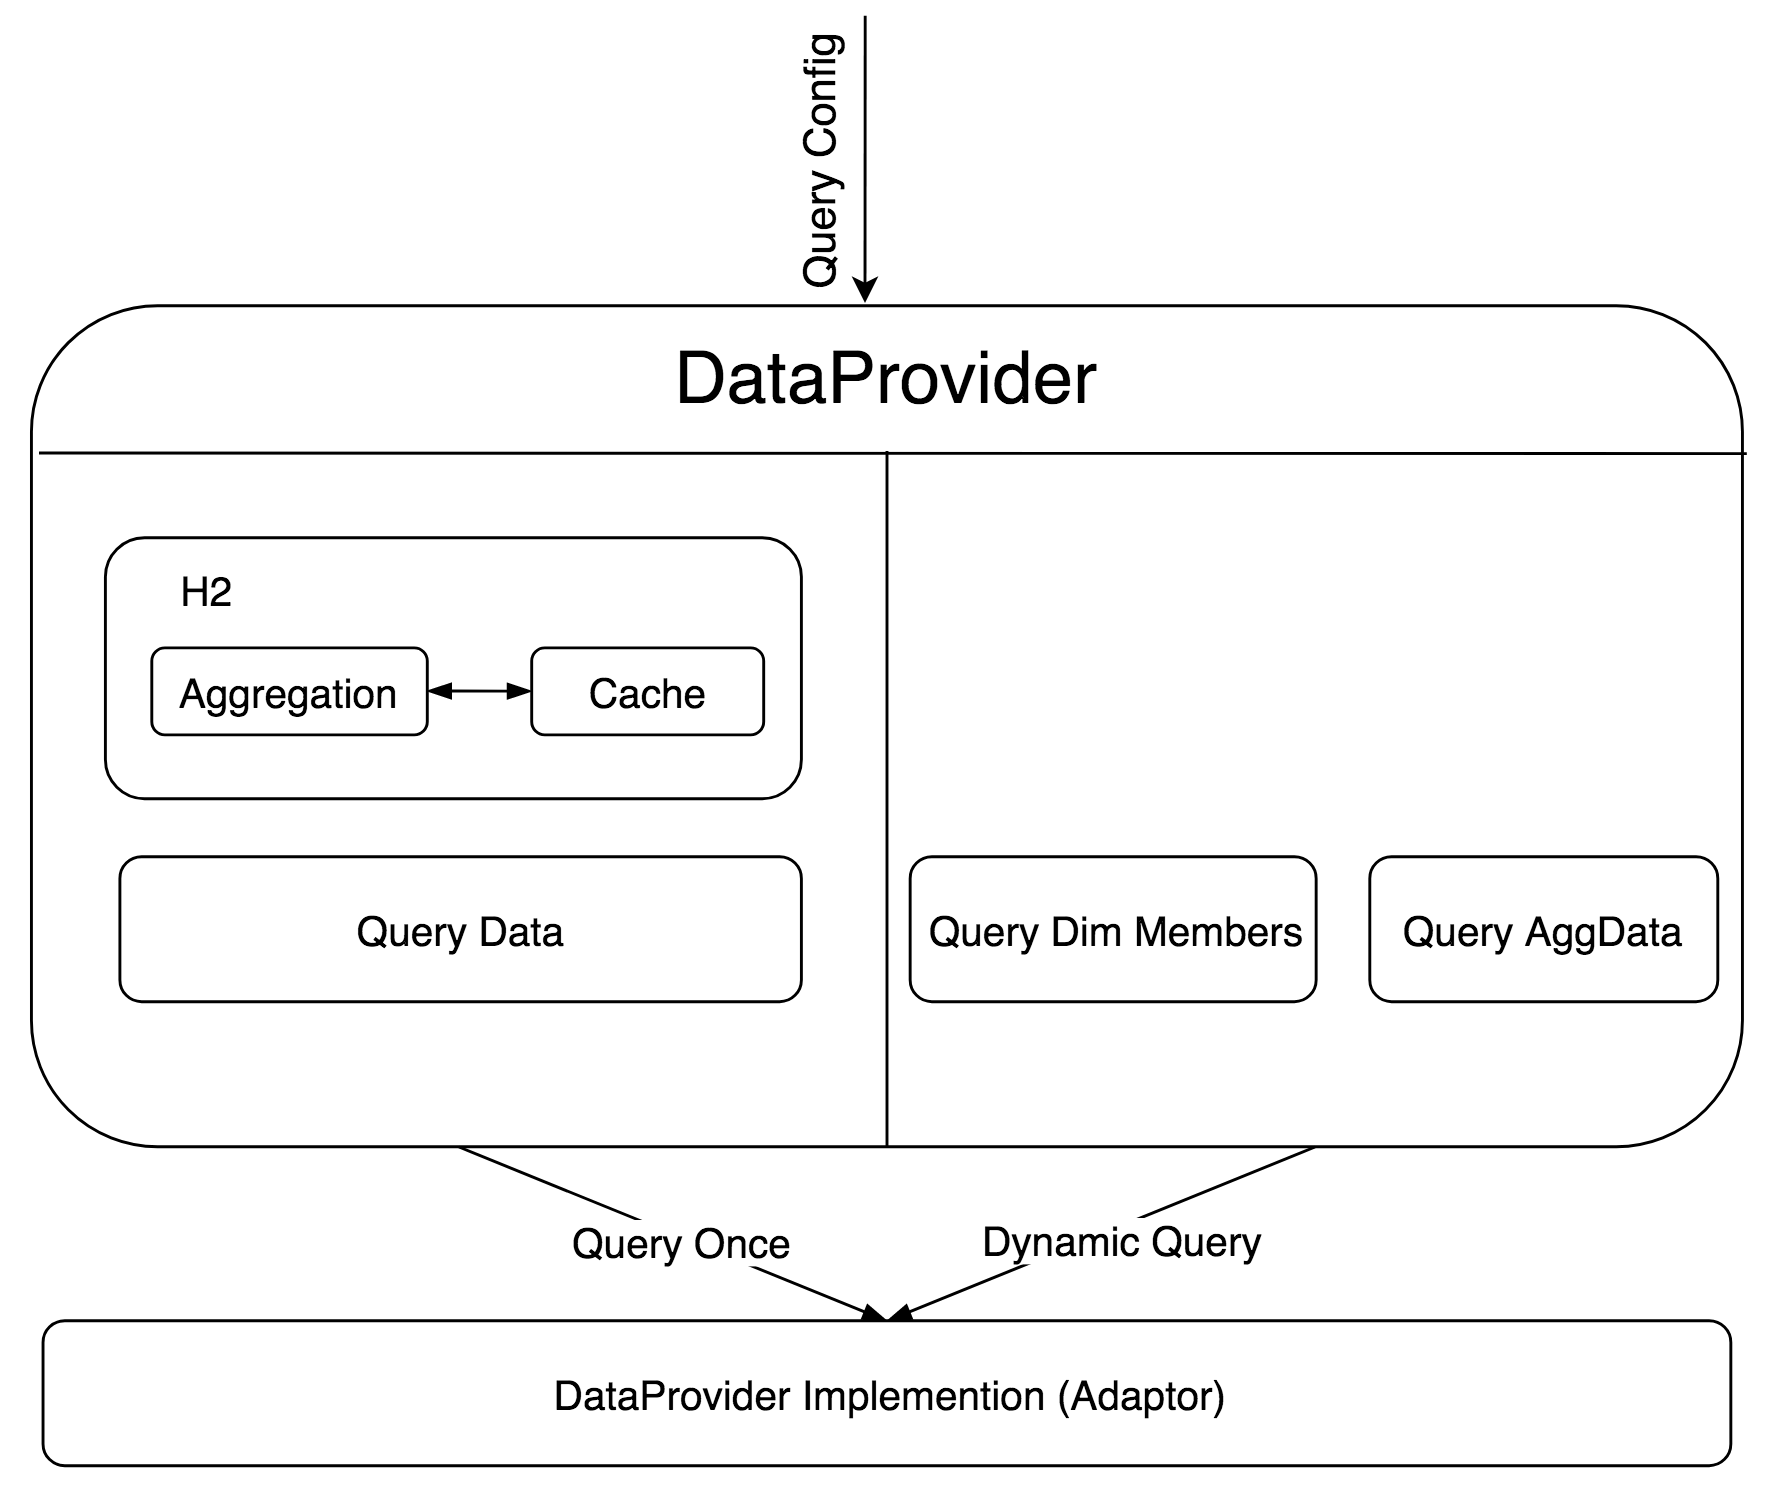 Query Config
DataProvider
H2
Aggregation
Cache
Query Data
Query Dim Members
Query AggData
Query Once
Dynamic Query
DataProvider Implemention (Adaptor)